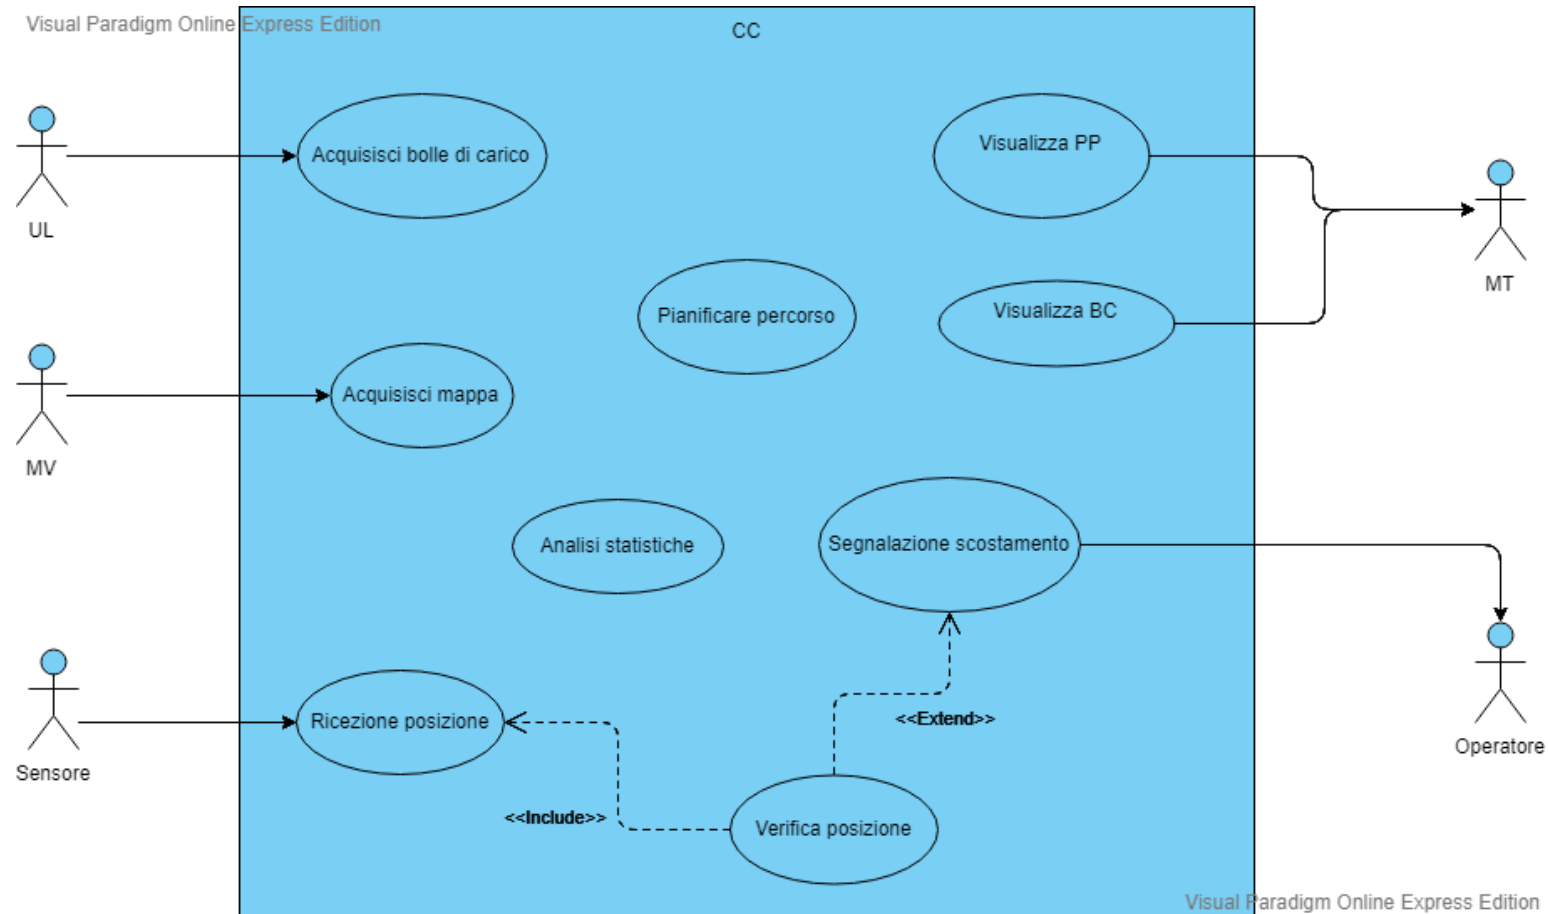 Visual Paradigm Online Express Edition
CC
Acquisisci bolle di carico
Visualizza PP
UL
MT
Pianificare percorso
Visualizza BC
Acquisisci mappa
MV
Analisi statistiche
Segnalazione scostamento
Ricezione posizione
<<Extend>>
Sensore
Operatore
<<Include>>
Verifica posizione
Visual Paradigm Online Express Edition